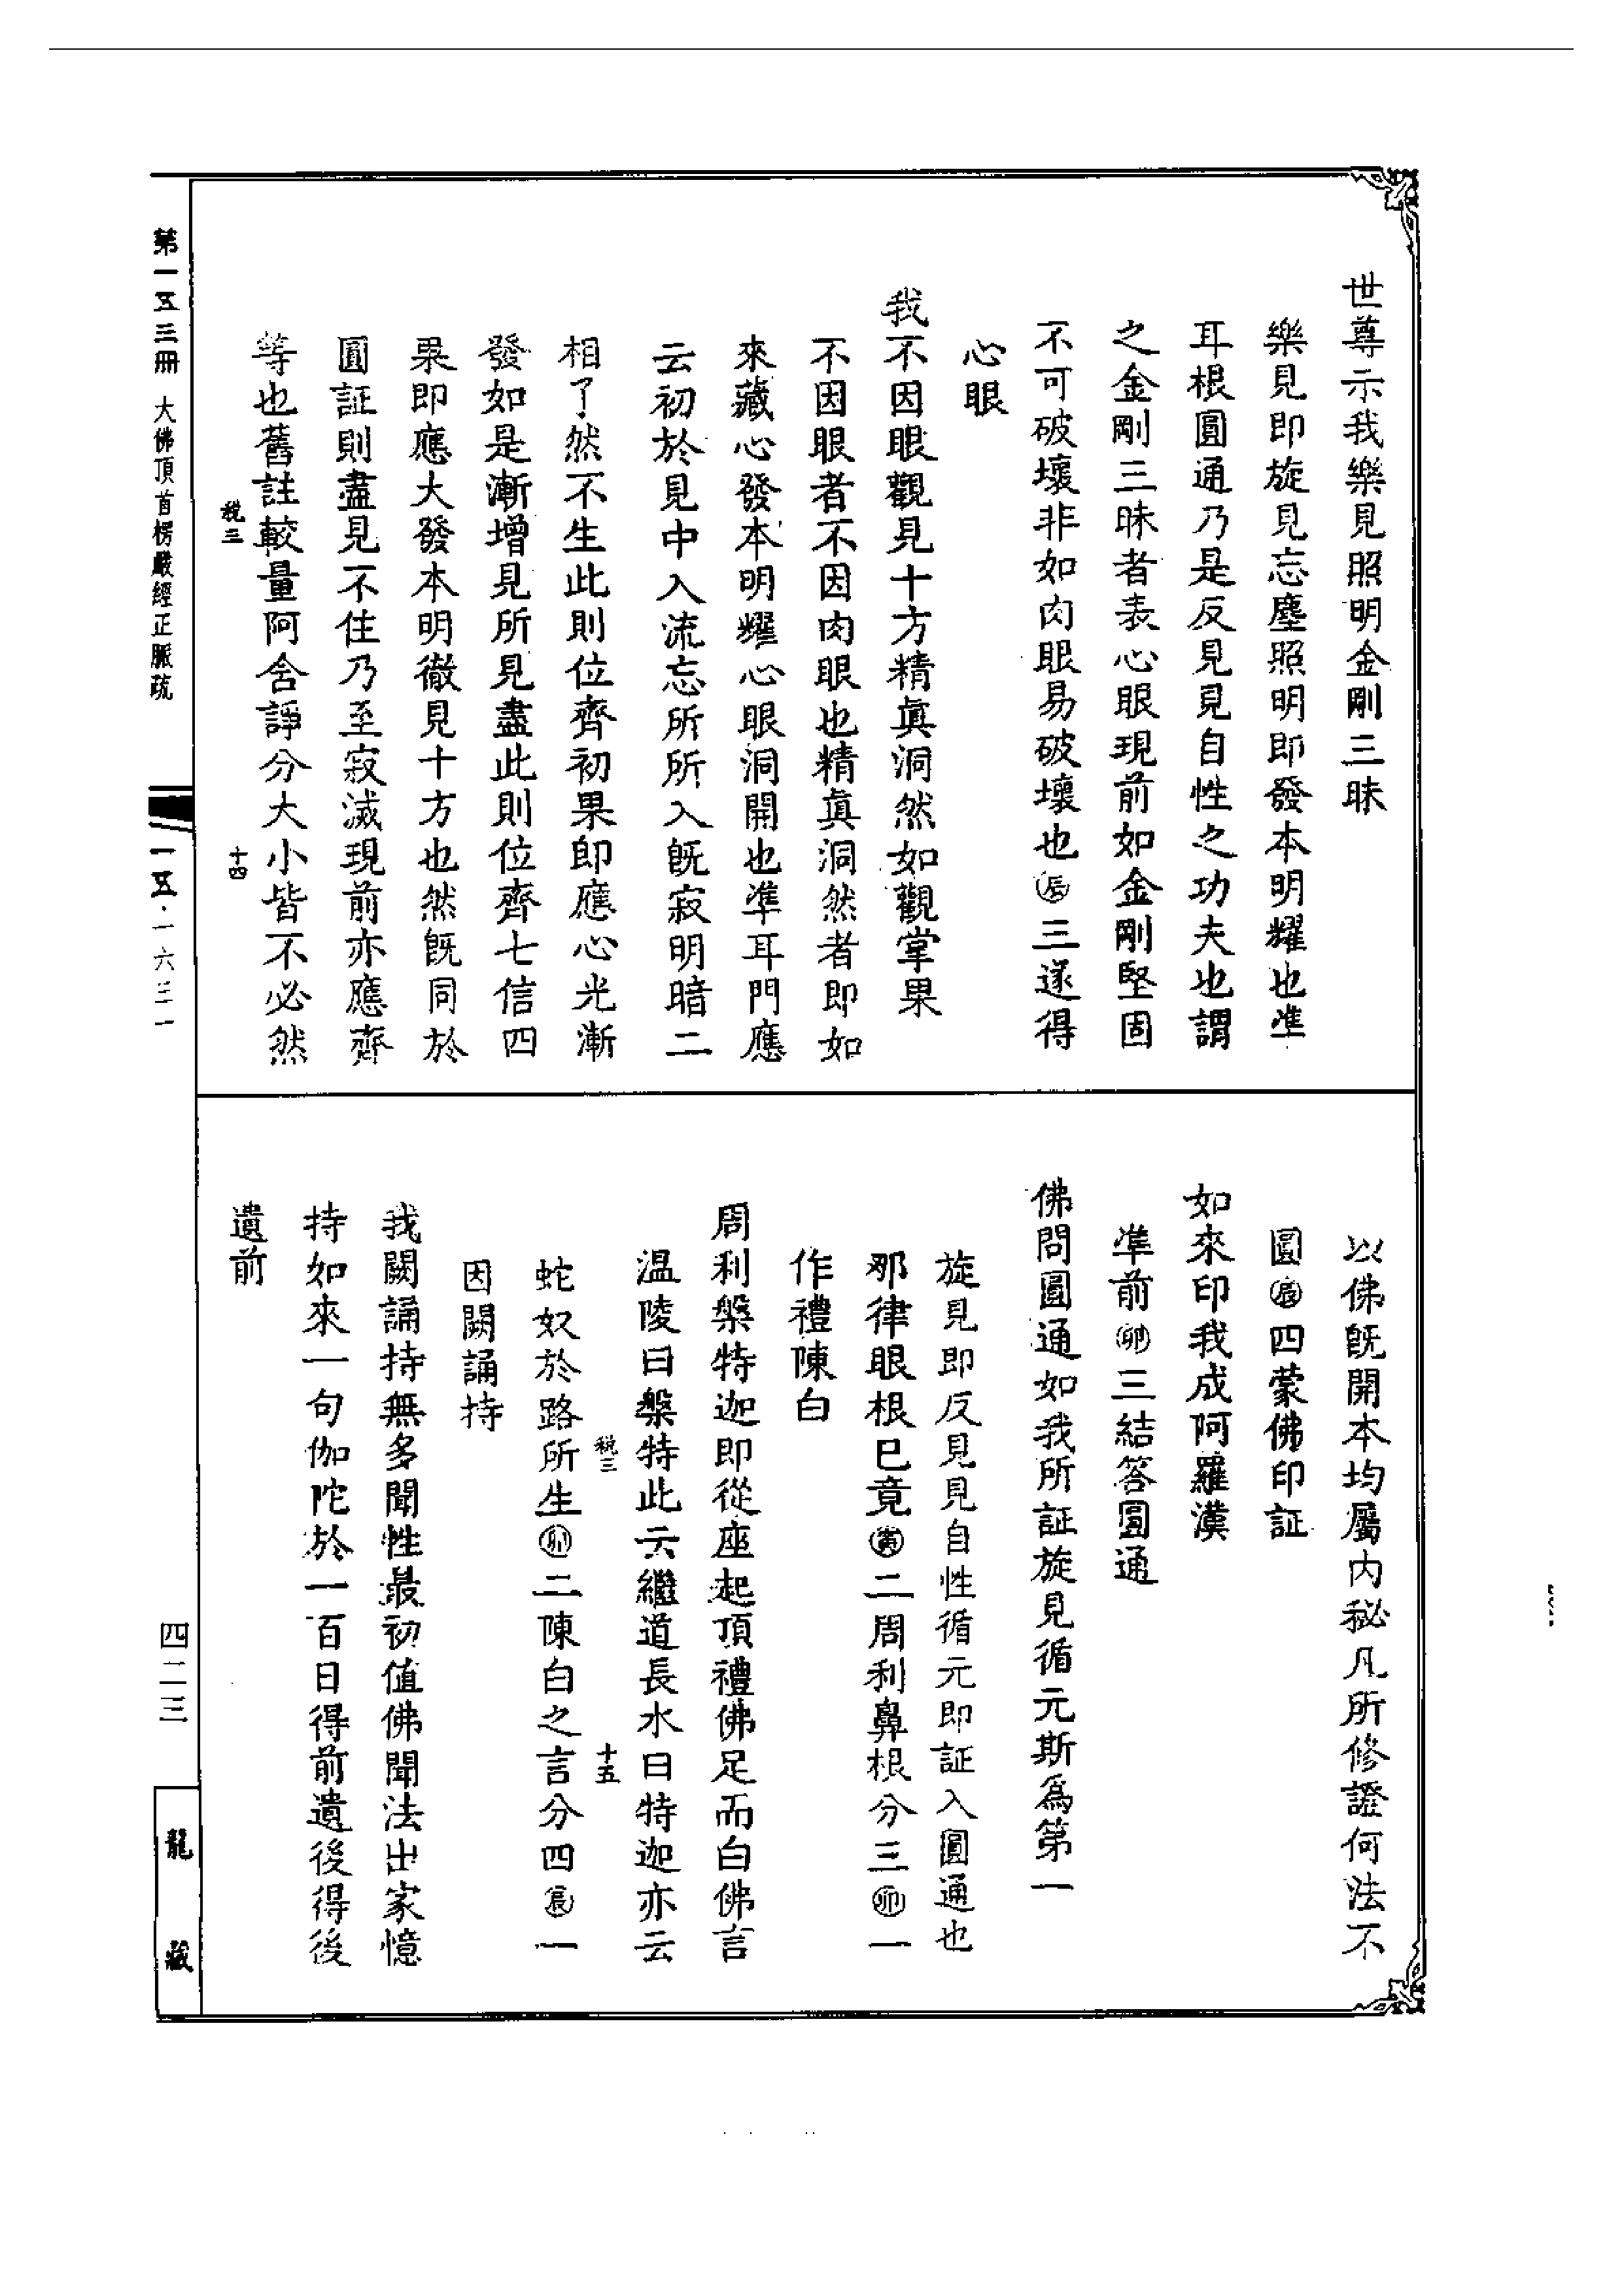 世尊示我樂見照明金剛三昧
樂見即旋見忘塵照明即發本明耀也準
耳根圓通乃是反見見自性之功夫也謂
之金剛三昧者表心眼現前如金剛堅固
不可破壞非如肉眼易破壞也㊀辰三遂得
心眼
我不因眼觀見十方精眞洞然如觀掌果
不因眼者不因肉眼也精眞洞然者即如
來藏心發本明耀心眼洞開也準耳門應
云初於見中入流忘所所入旣寂明暗二
相了然不生此則位齊初果即應心光漸
發如是漸增見所見盡此則位齊七信四
果即應大發本明徹見十方也然旣同於
圓証則盡見不住乃至寂滅現前亦應齊
等也舊註較量阿含諍分大小皆不必然
稅三
十四
以佛旣開本均屬內秘凡所修證何法不
圓辰四蒙佛印証
如來印我成阿羅漢
準前卯三結答圓通
佛問圓通如我所証旋見循元斯爲第一
旋見即反見見自性循元即証入圓通也
那律眼根巳竟寅二周利鼻根分三卯一
作禮陳白
周利槃特迦即從座起頂禮佛足而白佛言
温陵曰槃特此云繼道長水曰特迦亦云
稅三
十五
蛇奴於路所生卯二陳白之言分四辰一
因闕誦持
我闕誦持無多聞性最初值佛聞法出家憶
持如來一句伽陀於一百日得前遺後得後
遺前
第一五三冊
大佛頂首楞嚴經正脈疏
一五·一六三一
四二三
龍藏